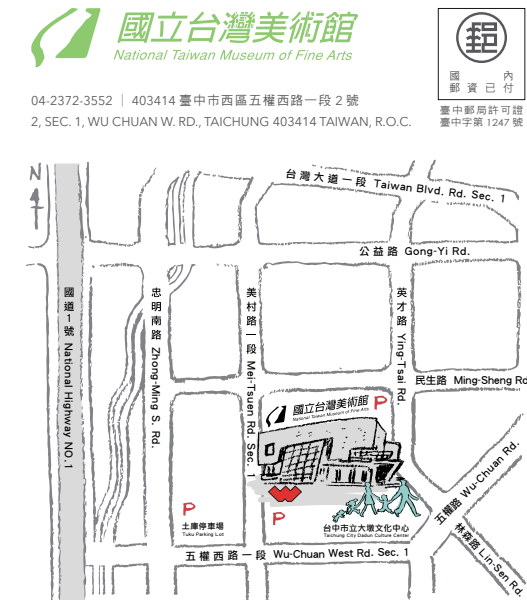 國立台灣美術館
National Taiwan Museum of Fine Arts
郵
國 內
郵資已付
臺中郵局許可證
臺中字第 1247 號
04-2372-3552 | 403414 臺中市西區五權西路一段 2 號
2, SEC. 1, WU CHUAN W. RD., TAICHUNG 403414 TAIWAN, R.O.C.
N
台灣大道一段 Taiwan Blvd. Rd. Sec. 1
公益路 Gong-Yi Rd.
國道1號 National Highway NO.1
忠明南路 Zhong-Ming S. Rd.
美村路一段 Mei-Tsuen Rd. Sec. 1
英才路 Ying-Tsai Rd.
民生路 Ming-Sheng Rd
國立台灣美術館
National Taiwan Museum of Fine Arts
P
P
土庫停車場
Tuku Parking Lot
P
台中市立大墩文化中心
Taichung City Dadun Culture Center
五權路 Wu-Chuan Rd.
林森路 Lin-Sen Rd.
五權西路一段 Wu-Chuan West Rd. Sec. 1